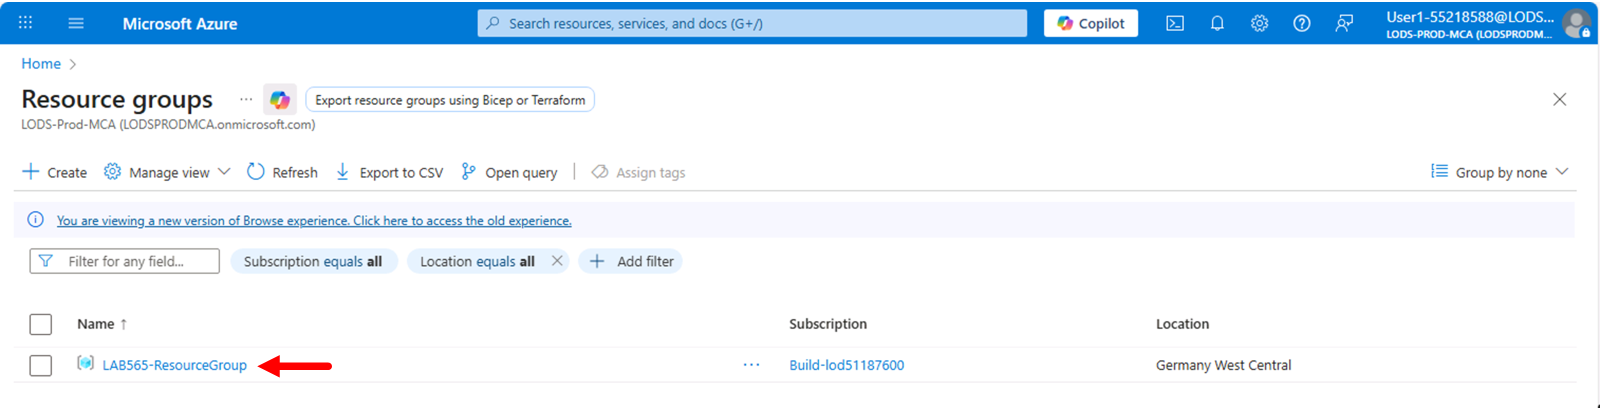 Microsoft Azure
Search resources, services, and docs (G+/)
Copilot
User1-55218588@LODS...
LODS-PROD-MCA (LODSPRODM...
Home
Resource groups
...
Export resource groups using Bicep or Terraform
LODS-Prod-MCA (LODSPRODMCA.onmicrosoft.com)
Create
Manage view
Refresh
Export to CSV
Open query
Assign tags
Group by none
You are viewing a new version of Browse experience. Click here to access the old experience.
Filter for any field...
Subscription equals all
Location equals all
Add filter
Name ↑
Subscription
Location
LAB565-ResourceGroup
...
Build-lod51187600
Germany West Central